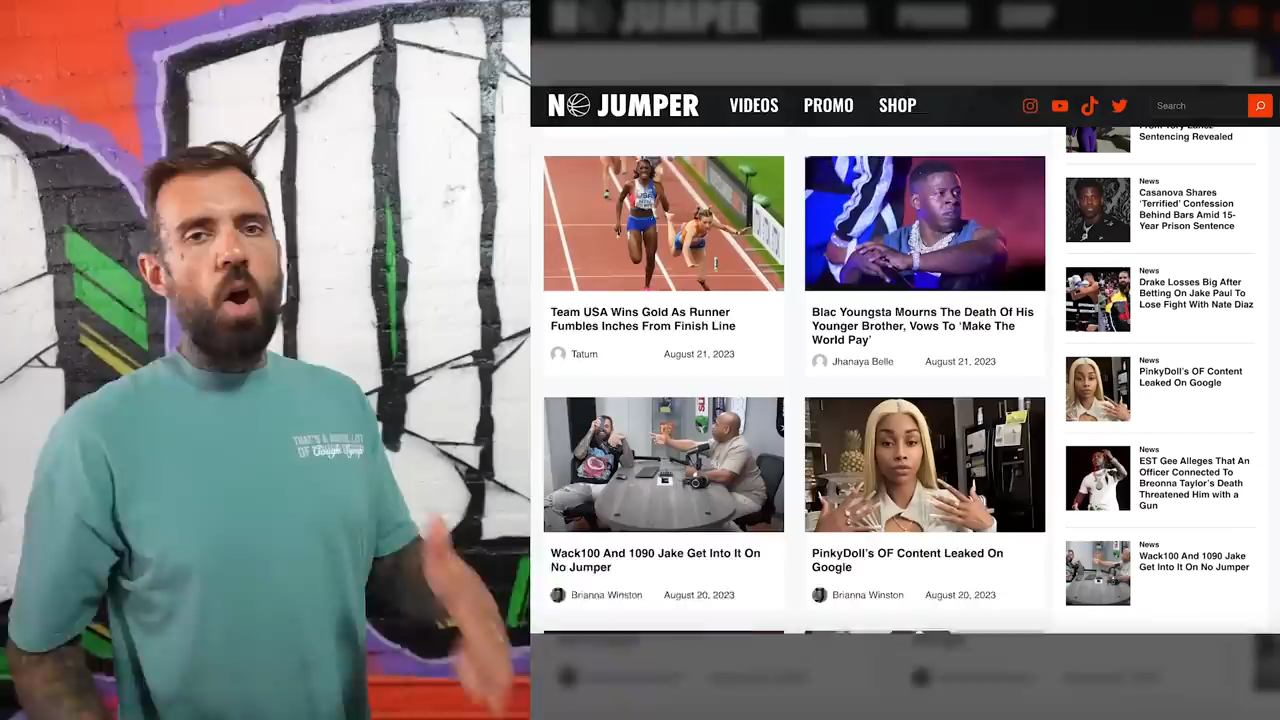 NO JUMPER
VIDEOS
PROMO
SHOP
Search
THAT'S A
OF
Team USA Wins Gold As Runner
Fumbles Inches From Finish Line
Tatum
August 21, 2023
Blac Youngsta Mourns The Death Of His
Younger Brother, Vows To ‘Make The
World Pay’
Jhanaya Belle
August 21, 2023
Wack100 And 1090 Jake Get Into It On
No Jumper
Brianna Winston
August 20, 2023
PinkyDoll’s OF Content Leaked On
Google
Brianna Winston
August 20, 2023
Sentencing Revealed
News
Casanova Shares
‘Terrified’ Confession
Behind Bars Amid 15-
Year Prison Sentence
News
Drake Losses Big After
Betting On Jake Paul To
Lose Fight With Nate Diaz
News
PinkyDoll’s OF Content
Leaked On Google
News
EST Gee Alleges That An
Officer Connected To
Breonna Taylor’s Death
Threatened Him with a
Gun
News
Wack100 And 1090 Jake
Get Into It On No Jumper